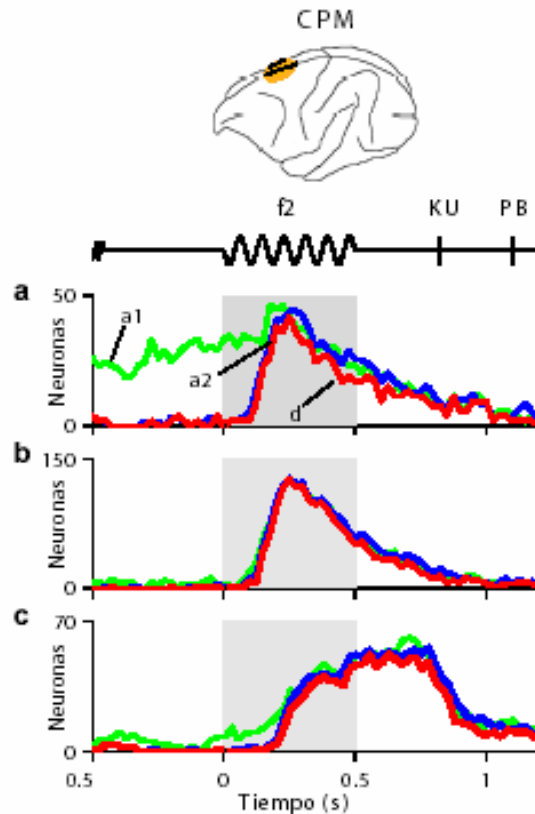 CPM
f2
KU PB
a
50
a1
Neuronas
a2
d
0
b
150
Neuronas
0
c
70
Neuronas
0
0.5 0 0.5 1
Tiempo (s)